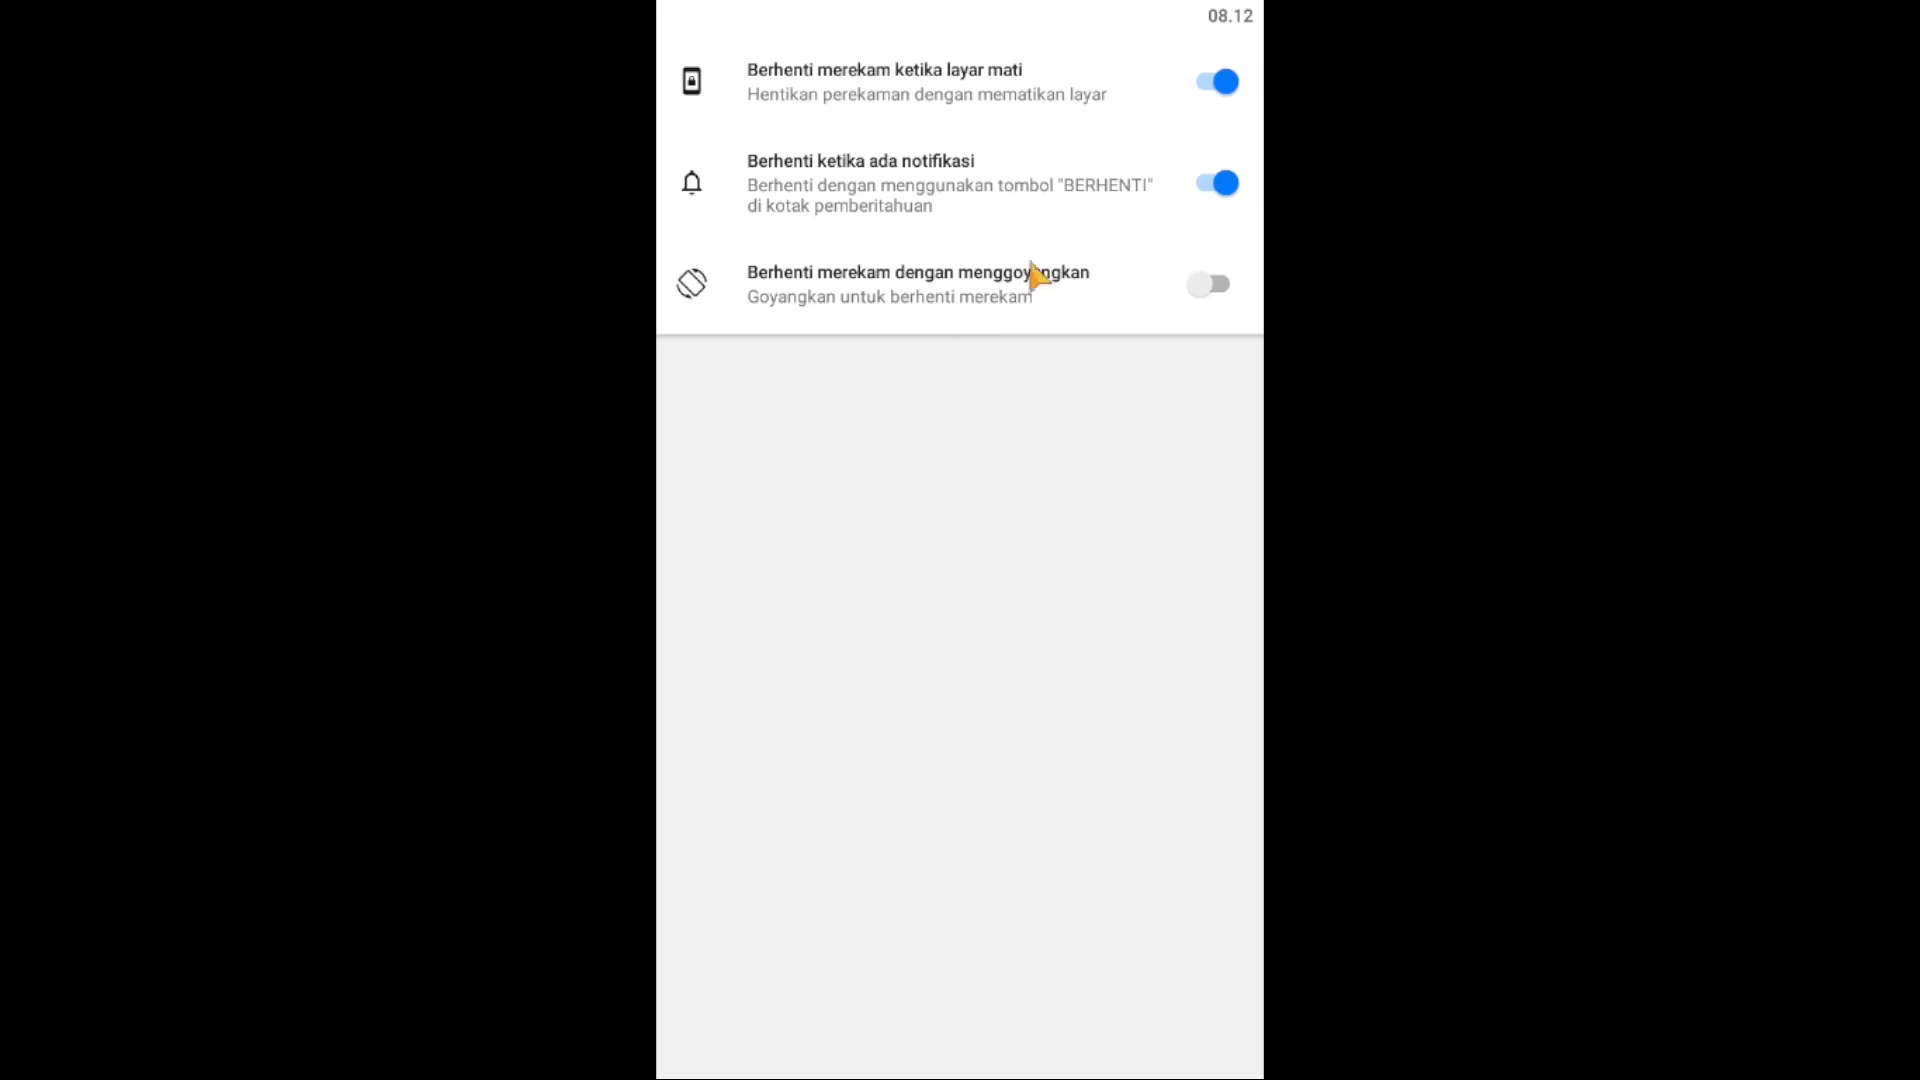 08.12
Berhenti merekam ketika layar mati
Hentikan perekaman dengan mematikan layar
Berhenti ketika ada notifikasi
Berhenti dengan menggunakan tombol "BERHENTI"
di kotak pemberitahuan
Berhenti merekam dengan menggoyangkan
Goyangkan untuk berhenti merekam